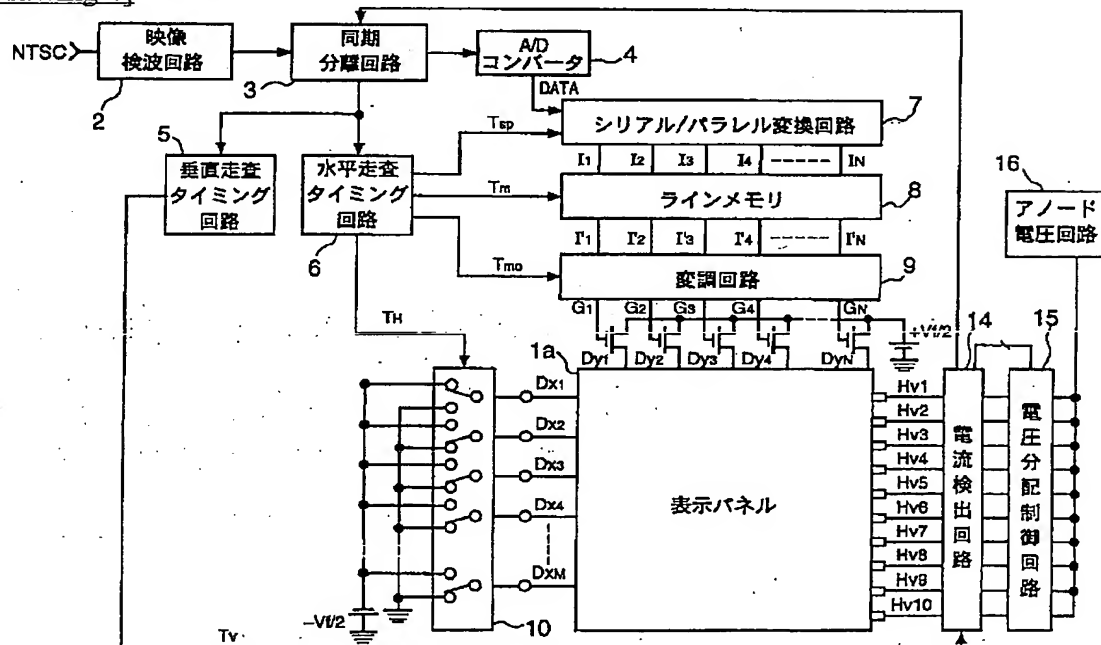 NTSC
映像
検波回路
2
同期
分離回路
3
A/D
コンバータ
4
DATA
5
垂直走査
タイミング
回路
水平走査
タイミング
回路
6
Tsp
Tm
Tmo
TH
シリアル/パラレル変換回路
7
I1 I2 I3 I4 IN
ラインメモリ
8
I'1 I'2 I'3 I'4 I'N
変調回路
9
G1 G2 G3 G4 GN
+Vf/2
Dy1 Dy2 Dy3 Dy4 DyN
1a
16
アノード
電圧回路
14
15
Dx1
Dx2
Dx3
Dx4
DxM
表示パネル
Hv1
Hv2
Hv3
Hv4
Hv5
Hv6
Hv7
Hv8
Hv9
Hv10
電流検出回路
電圧分配制御回路
-Vf/2
10
Tv